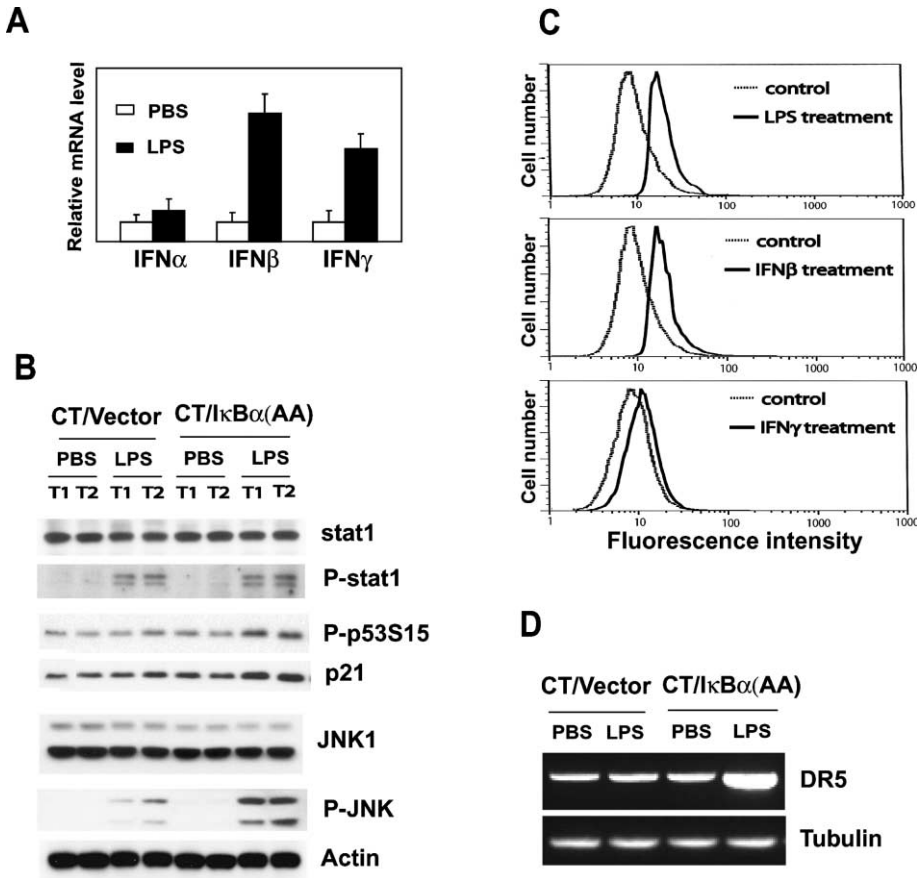 A
Relative mRNA level
PBS
LPS
IFNα IFNβ IFNγ
B
CT/Vector CT/IκBα(AA)
PBS LPS PBS LPS
T1 T2 T1 T2 T1 T2 T1 T2
stat1
P-stat1
P-p53S15
p21
JNK1
P-JNK
Actin
C
Cell number
control
LPS treatment
1 10 100 1000 1000
Cell number
control
IFNβ treatment
1 10 100 1000 1000
Cell number
control
IFNγ treatment
1 10 100 1000 1000
Fluorescence intensity
D
CT/Vector CT/IκBα(AA)
PBS LPS PBS LPS
DR5
Tubulin